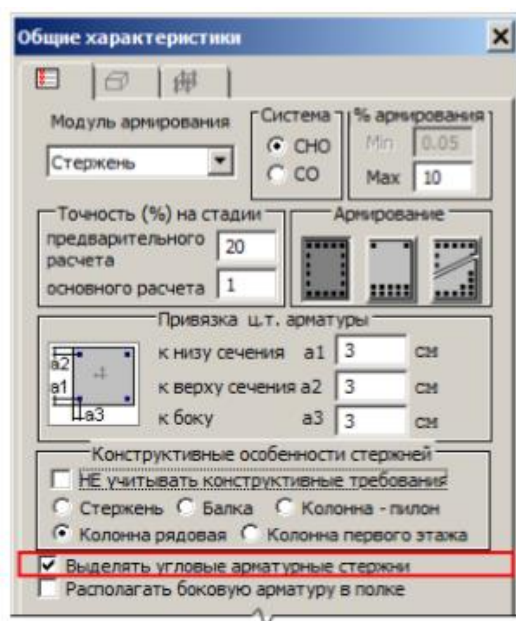 Общие характеристики
Модуль армирования
Стержень
Система
СНО
СО
% армирования
Min 0.05
Max 10
Точность (%) на стадии
предварительного расчета 20
основного расчета 1
Армирование
Привязка ц.т. арматуры
a2
a1
a3
к низу сечения a1 3 см
к верху сечения a2 3 см
к боку a3 3 см
Конструктивные особенности стержней
НЕ учитывать конструктивные требования
Стержень Балка Колонна - пилон
Колонна рядовая Колонна первого этажа
Выделять угловые арматурные стержни
Располагать боковую арматуру в полке